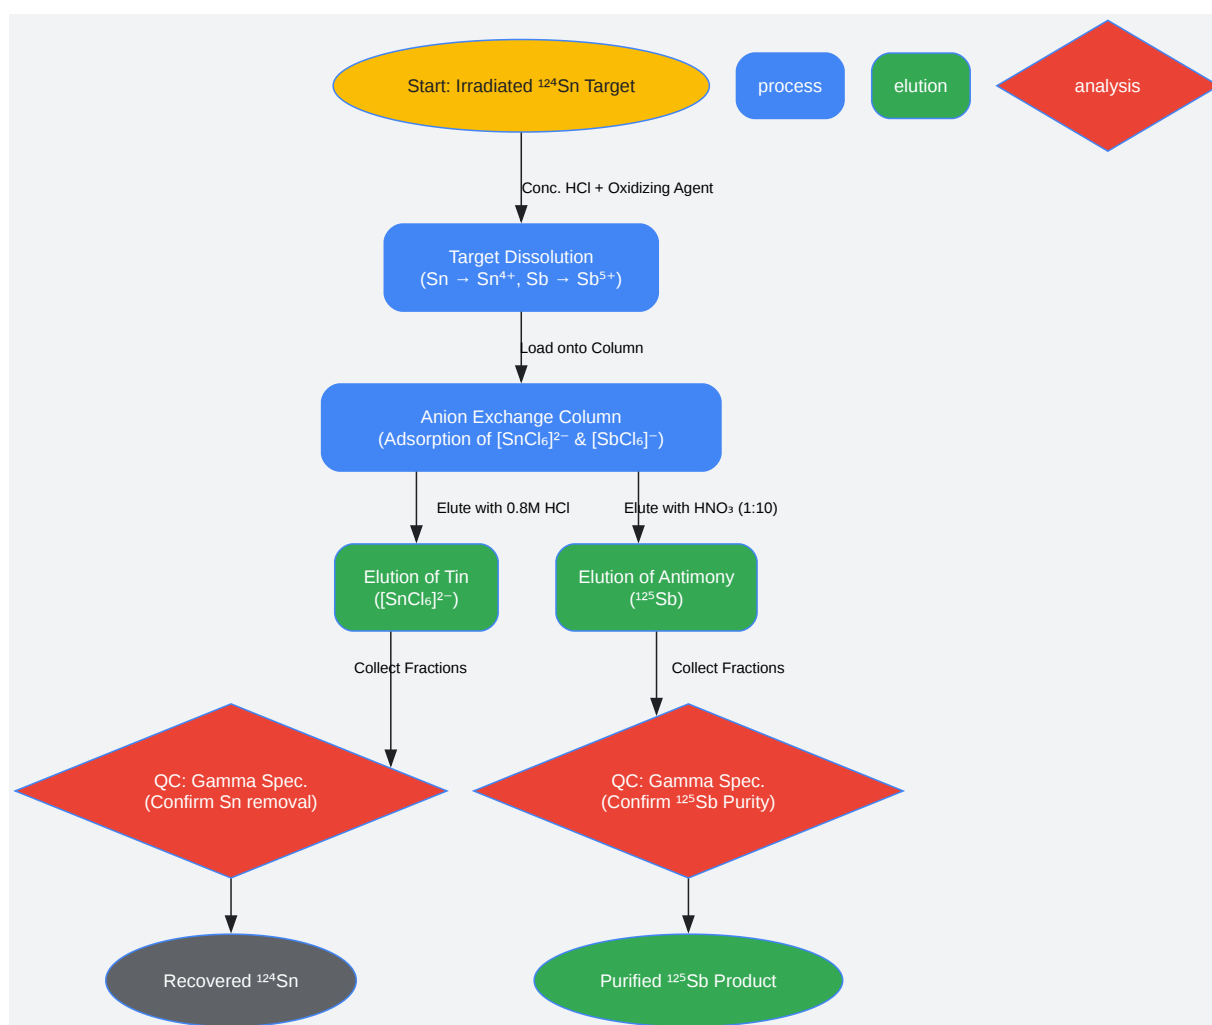 Start: Irradiated ¹²⁴Sn Target
process
elution
analysis
Conc. HCl + Oxidizing Agent
Target Dissolution
(Sn → Sn⁴⁺, Sb → Sb⁵⁺)
Load onto Column
Anion Exchange Column
(Adsorption of [SnCl₆]²⁻ & [SbCl₆]⁻)
Elute with 0.8M HCl
Elute with HNO₃ (1:10)
Elution of Tin
([SnCl₆]²⁻)
Elution of Antimony
(¹²⁵Sb)
Collect Fractions
Collect Fractions
QC: Gamma Spec.
(Confirm Sn removal)
QC: Gamma Spec.
(Confirm ¹²⁵Sb Purity)
Recovered ¹²⁴Sn
Purified ¹²⁵Sb Product